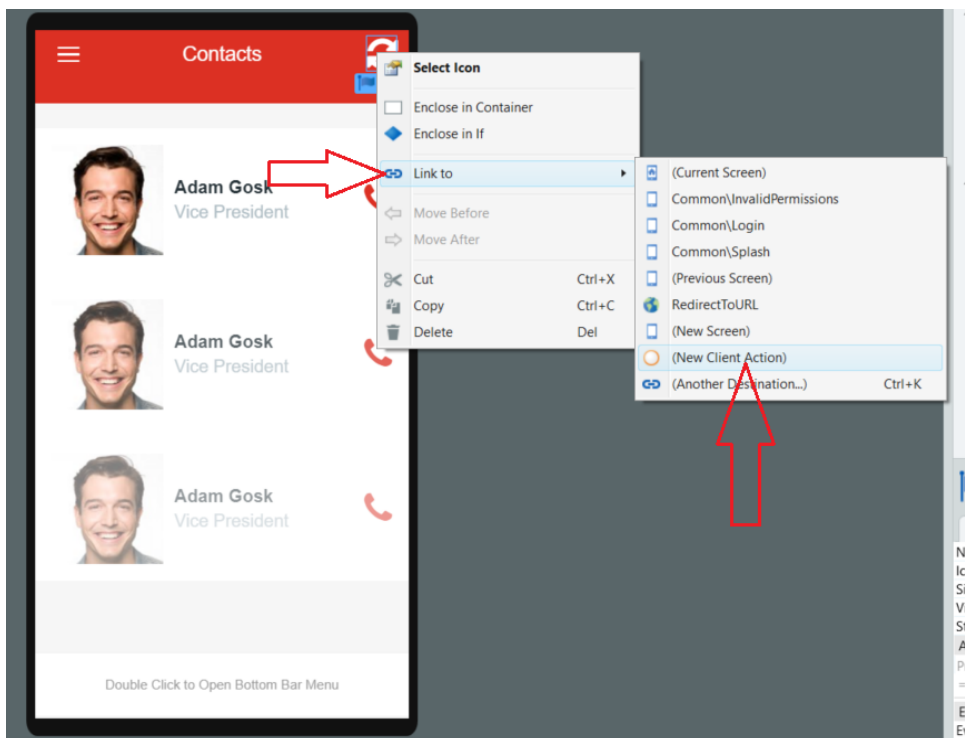 Contacts
Select Icon
Enclose in Container
Enclose in If
Link to
Move Before
Move After
Cut Ctrl+X
Copy Ctrl+C
Delete Del
(Current Screen)
Common\InvalidPermissions
Common\Login
Common\Splash
(Previous Screen)
RedirectToURL
(New Screen)
(New Client Action)
(Another Destination...) Ctrl+K
Adam Gosk
Vice President
Adam Gosk
Vice President
Adam Gosk
Vice President
Double Click to Open Bottom Bar Menu